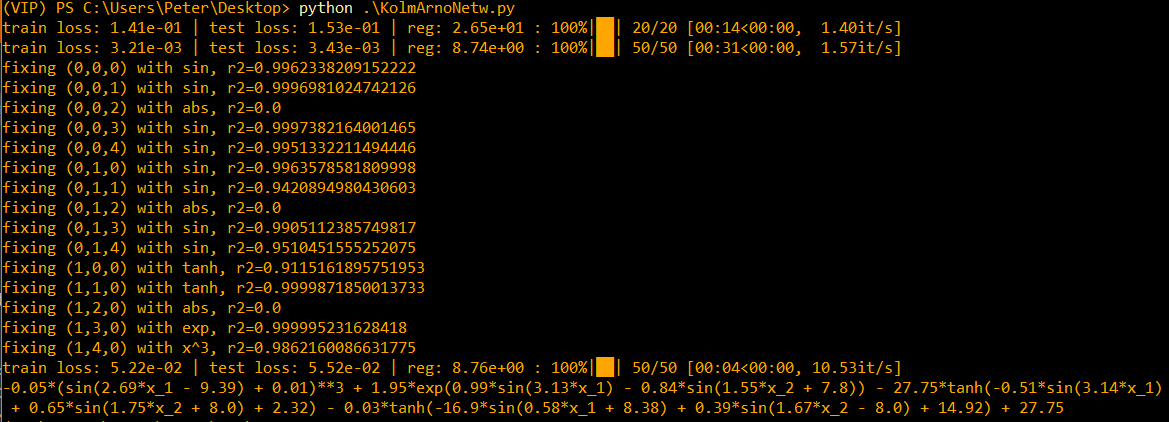 (VIP) PS C:\Users\Peter\Desktop> python .\KolmArnoNetw.py
train loss: 1.41e-01 | test loss: 1.53e-01 | reg: 2.65e+01 : 100%|██| 20/20 [00:14<00:00,  1.40it/s]
train loss: 3.21e-03 | test loss: 3.43e-03 | reg: 8.74e+00 : 100%|██| 50/50 [00:31<00:00,  1.57it/s]
fixing (0,0,0) with sin, r2=0.9962338209152222
fixing (0,0,1) with sin, r2=0.9996981024742126
fixing (0,0,2) with abs, r2=0.0
fixing (0,0,3) with sin, r2=0.9997382164001465
fixing (0,0,4) with sin, r2=0.9951332211494446
fixing (0,1,0) with sin, r2=0.9963578581809998
fixing (0,1,1) with sin, r2=0.9420894980430603
fixing (0,1,2) with abs, r2=0.0
fixing (0,1,3) with sin, r2=0.9905112385749817
fixing (0,1,4) with sin, r2=0.9510451555252075
fixing (1,0,0) with tanh, r2=0.9115161895751953
fixing (1,1,0) with tanh, r2=0.9999871850013733
fixing (1,2,0) with abs, r2=0.0
fixing (1,3,0) with exp, r2=0.999995231628418
fixing (1,4,0) with x^3, r2=0.9862160086631775
train loss: 5.22e-02 | test loss: 5.52e-02 | reg: 8.76e+00 : 100%|██| 50/50 [00:04<00:00, 10.53it/s]
-0.05*(sin(2.69*x_1 - 9.39) + 0.01)**3 + 1.95*exp(0.99*sin(3.13*x_1) - 0.84*sin(1.55*x_2 + 7.8)) - 27.75*tanh(-0.51*sin(3.14*x_1)
+ 0.65*sin(1.75*x_2 + 8.0) + 2.32) - 0.03*tanh(-16.9*sin(0.58*x_1 + 8.38) + 0.39*sin(1.67*x_2 - 8.0) + 14.92) + 27.75